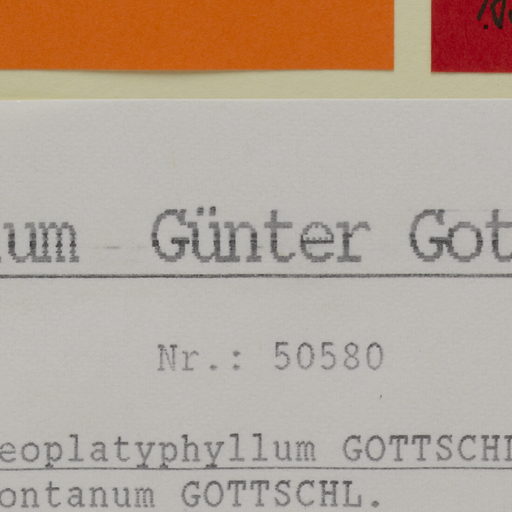 um Günter Got
Nr.: 50580
eoplatyphyllum GOTTSCHL
ontanum GOTTSCHL.